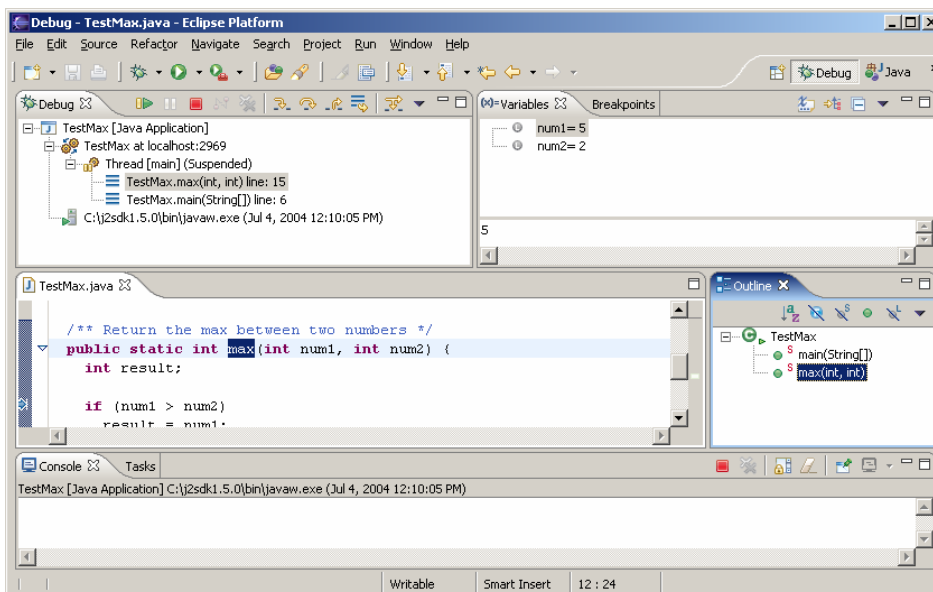 Debug - TestMax.java - Eclipse Platform
File Edit Source Refactor Navigate Search Project Run Window Help
Debug Java
Debug
TestMax [Java Application]
TestMax at localhost:2969
Thread [main] (Suspended)
TestMax.max(int, int) line: 15
TestMax.main(String[]) line: 6
C:\j2sdk1.5.0\bin\javaw.exe (Jul 4, 2004 12:10:05 PM)
(x)=Variables Breakpoints
num1= 5
num2= 2
5
TestMax.java
/** Return the max between two numbers */
public static int max(int num1, int num2) {
int result;
if (num1 > num2)
result = num1;
Outline
TestMax
main(String[])
max(int, int)
Console Tasks
TestMax [Java Application] C:\j2sdk1.5.0\bin\javaw.exe (Jul 4, 2004 12:10:05 PM)
Writable Smart Insert 12 : 24